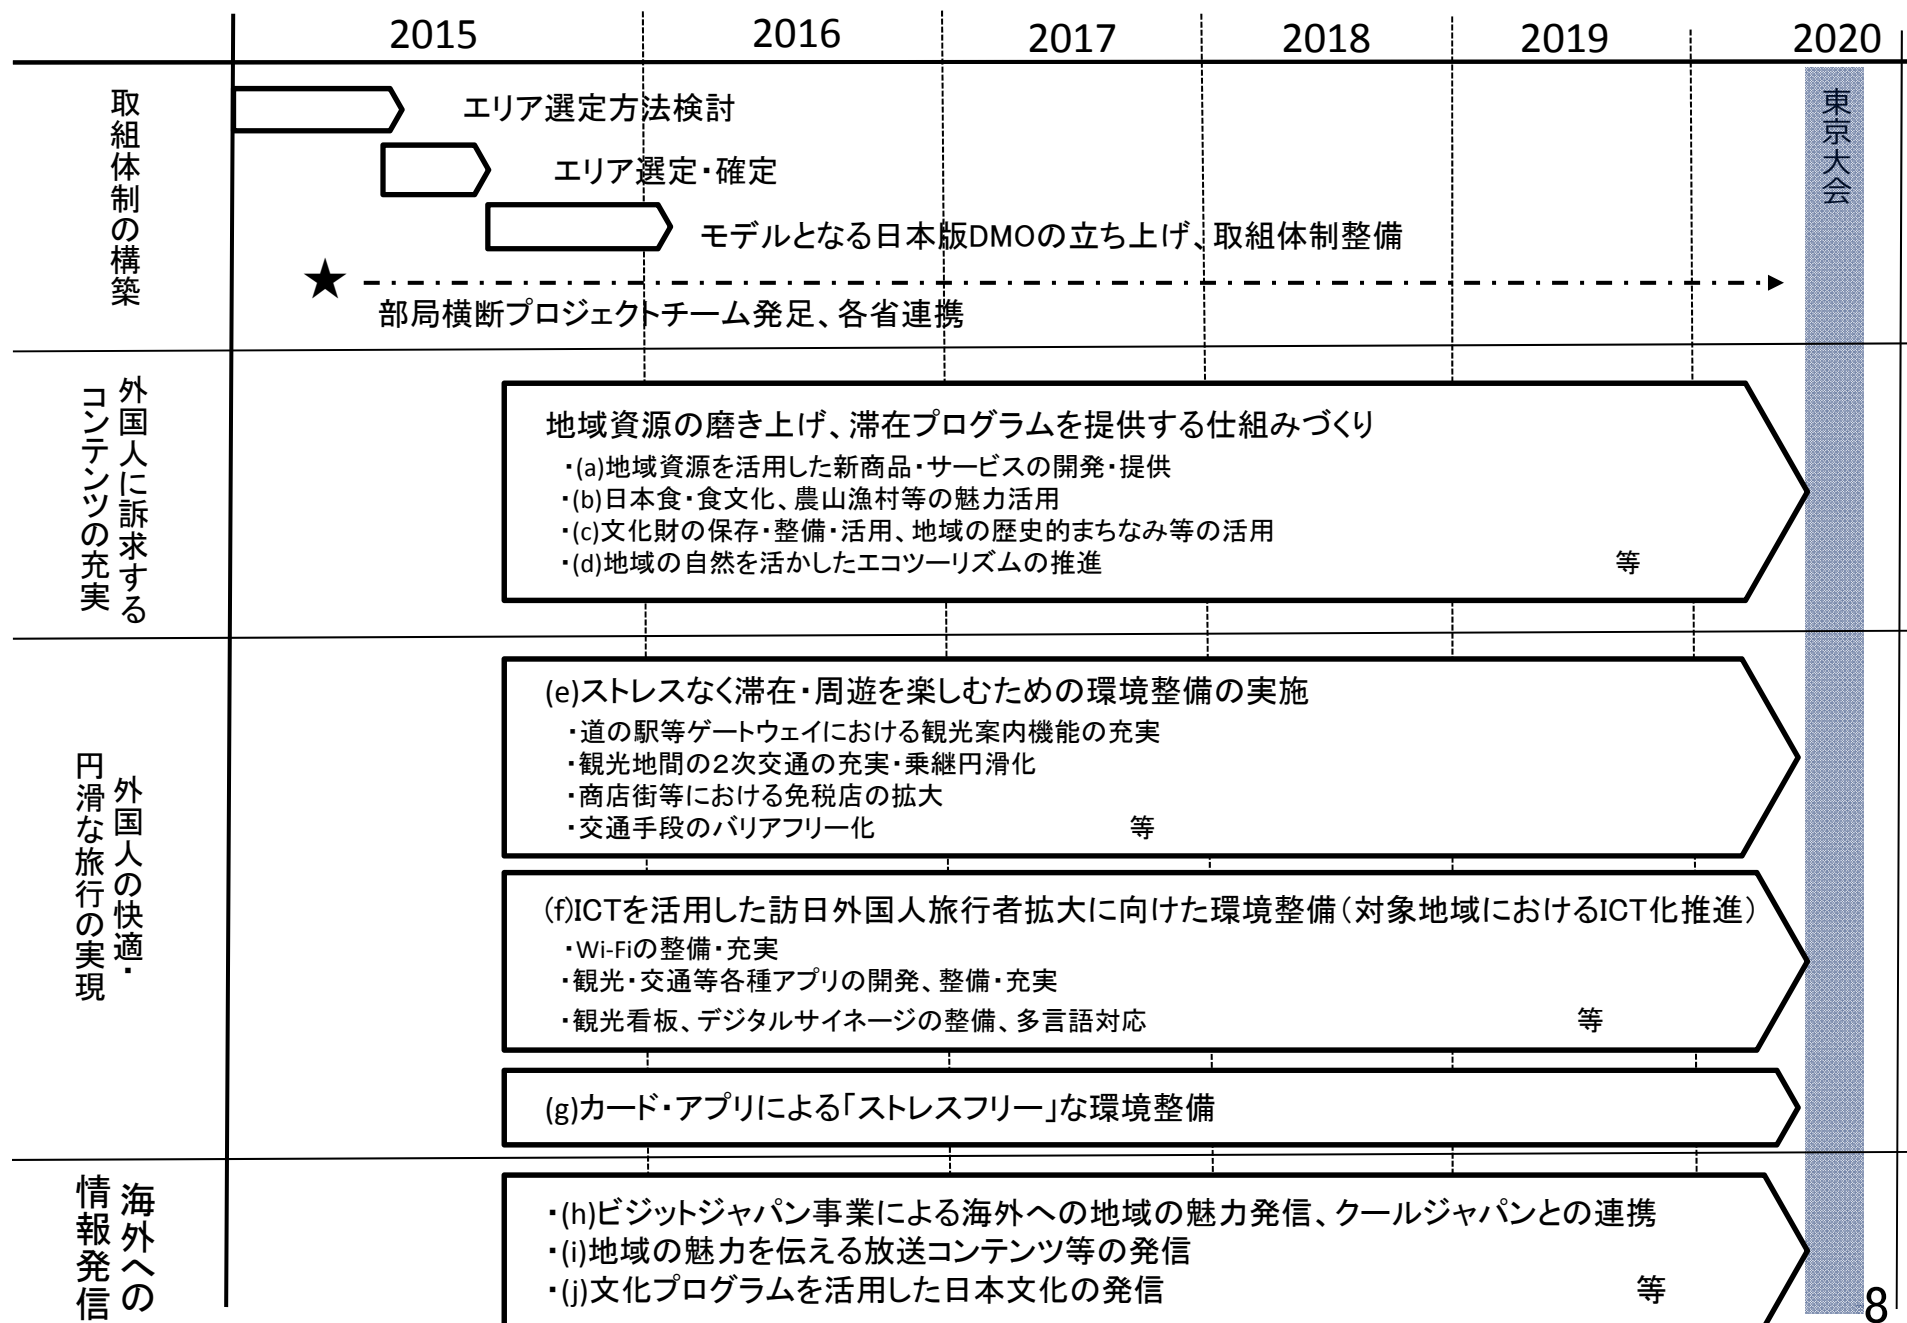 2015 2016 2017 2018 2019 2020
東京大会
取組体制の構築
エリア選定方法検討
エリア選定・確定
モデルとなる日本版DMOの立ち上げ、取組体制整備
★
部局横断プロジェクトチーム発足、各省連携
外国人に訴求する
コンテンツの充実
地域資源の磨き上げ、滞在プログラムを提供する仕組みづくり
・(a)地域資源を活用した新商品・サービスの開発・提供
・(b)日本食・食文化、農山漁村等の魅力活用
・(c)文化財の保存・整備・活用、地域の歴史的まちなみ等の活用
・(d)地域の自然を活かしたエコツーリズムの推進 等
外国人の快適・
円滑な旅行の実現
(e)ストレスなく滞在・周遊を楽しむための環境整備の実施
・道の駅等ゲートウェイにおける観光案内機能の充実
・観光地間の2次交通の充実・乗継円滑化
・商店街等における免税店の拡大
・交通手段のバリアフリー化 等
(f)ICTを活用した訪日外国人旅行者拡大に向けた環境整備(対象地域におけるICT化推進)
・Wi-Fiの整備・充実
・観光・交通等各種アプリの開発、整備・充実
・観光看板、デジタルサイネージの整備、多言語対応 等
(g)カード・アプリによる「ストレスフリー」な環境整備
海外への
情報発信
・(h)ビジットジャパン事業による海外への地域の魅力発信、クールジャパンとの連携
・(i)地域の魅力を伝える放送コンテンツ等の発信
・(j)文化プログラムを活用した日本文化の発信 等
8